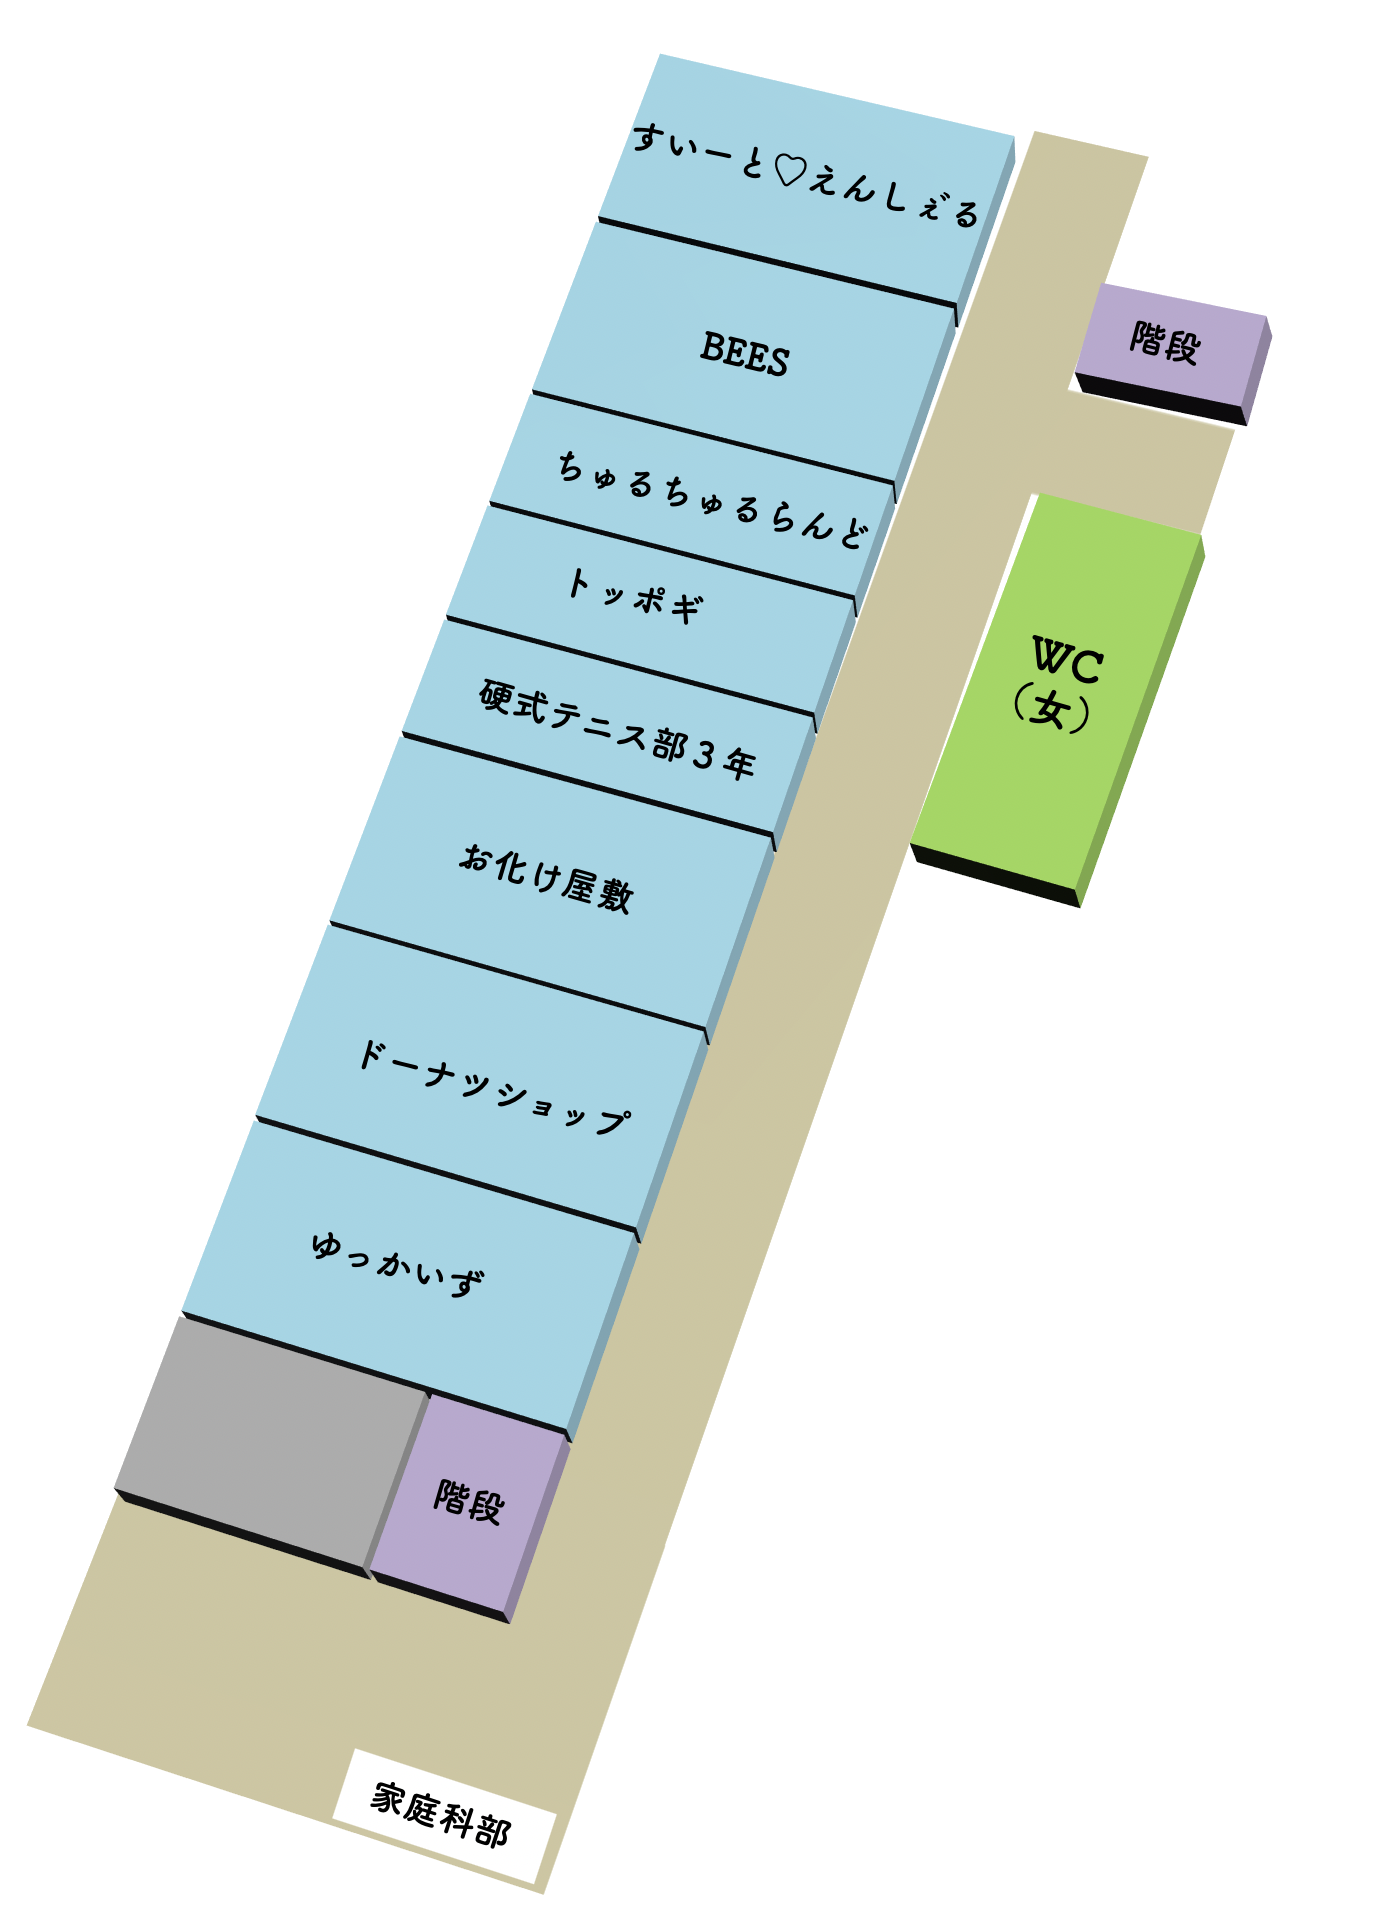 すいーと♡えんしぇる
BEES
階段
ちゅるちゅるらんど
トッポギ
WC
（女）
硬式テニス部３年
お化け屋敷
ドーナツショップ
ゆっかいず
階段
家庭科部